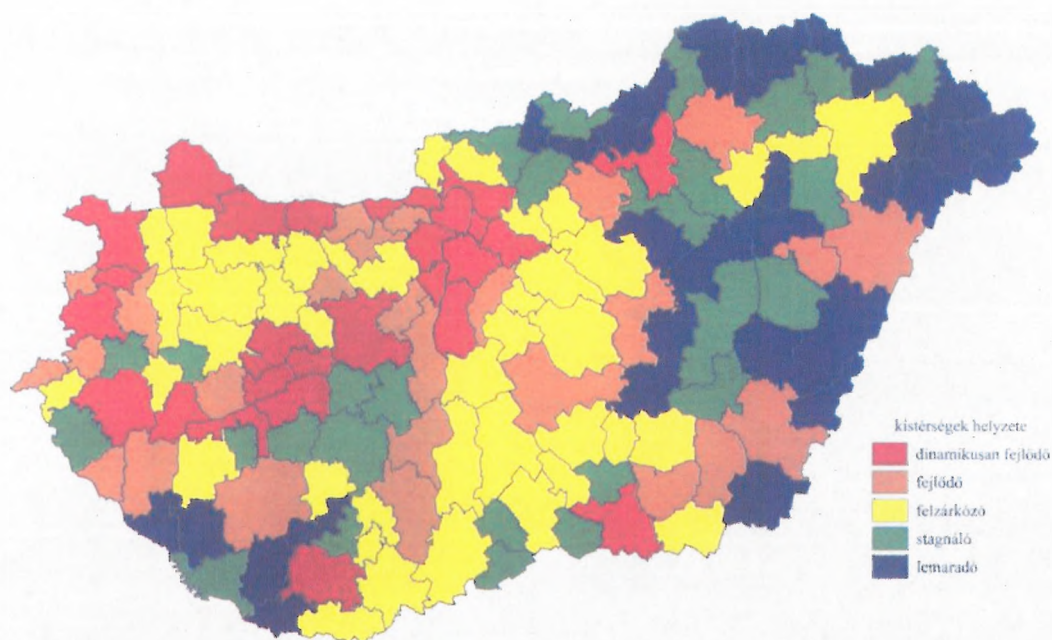 kistérségek helyzete
dinamikusan fejlődő
fejlődő
felzárkózó
stagnáló
lemaradó